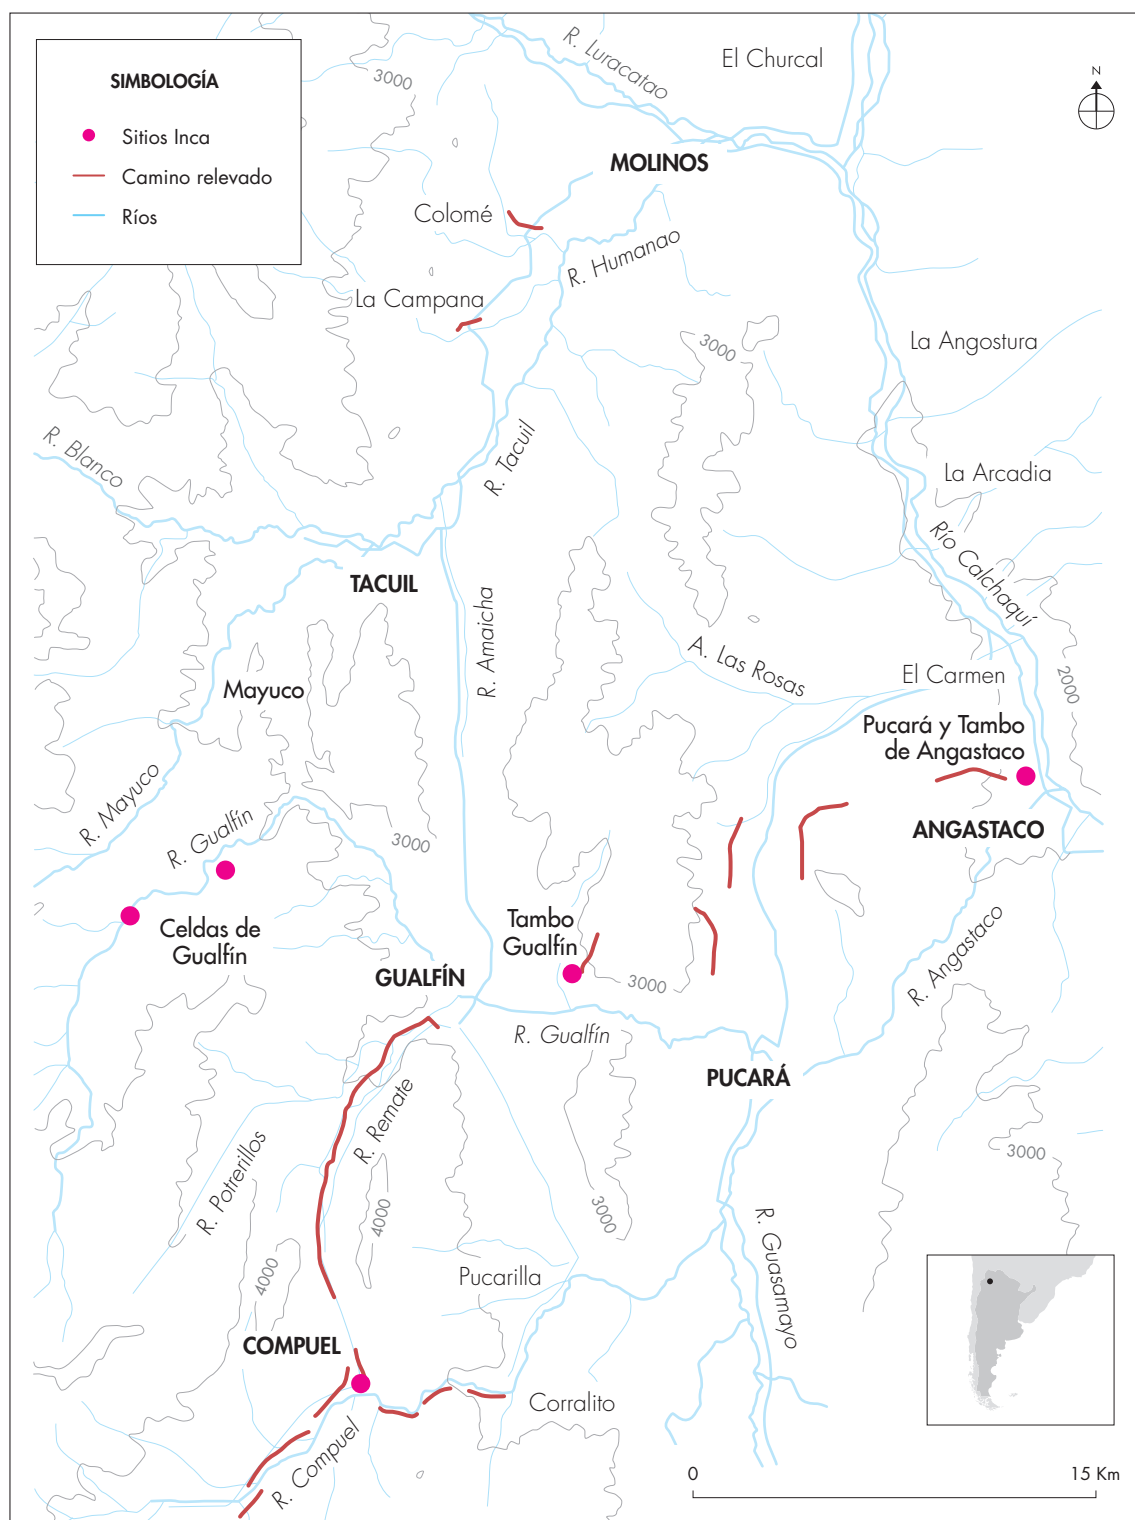 SIMBOLOGÍA
Sitios Inca
Camino relevado
Ríos
3000
R. Luracatao
El Churcal
N
MOLINOS
Colomé
R. Humanao
La Campana
3000
La Angostura
R. Blanco
R. Tacuil
La Arcadia
Río Calchaquí
TACUIL
R. Amaicha
A. Las Rosas
El Carmen
2000
Mayuco
Pucará y Tambo
de Angastaco
R. Mayuco
R. Gualfín
3000
ANGASTACO
Celdas de
Gualfín
Tambo
Gualfín
R. Angastaco
GUALFÍN
3000
R. Gualfín
PUCARÁ
R. Remate
R. Potrerillos
3000
4000
3000
R. Guasamayo
4000
Pucarilla
COMPUEL
Corralito
R. Compuel
0
15 Km